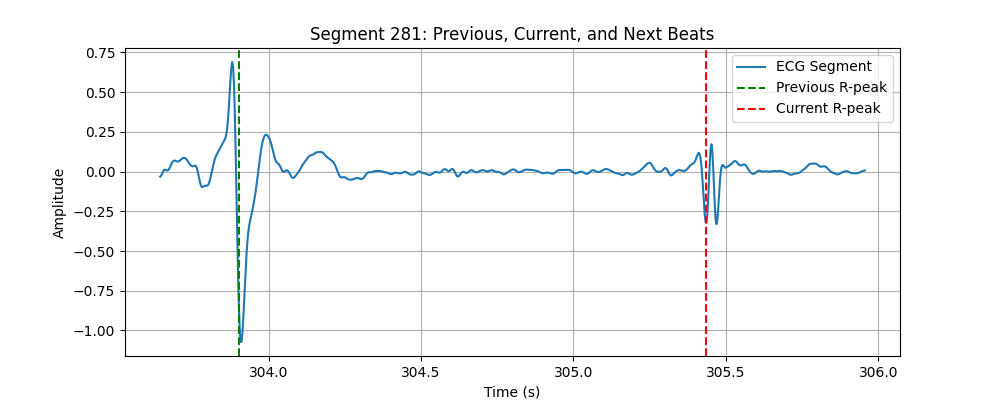 Segment 281: Previous, Current, and Next Beats
ECG Segment
Previous R-peak
Current R-peak
Amplitude
0.75
0.50
0.25
0.00
−0.25
−0.50
−0.75
−1.00
304.0 304.5 305.0 305.5 306.0
Time (s)